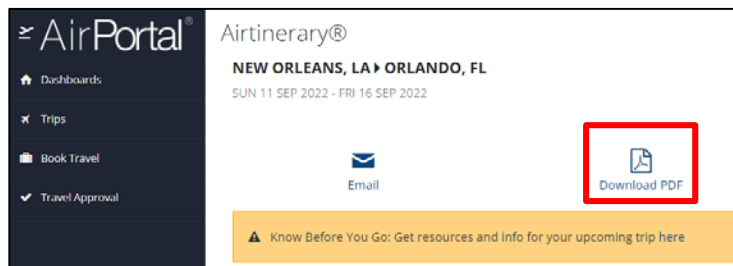 AirPortal®
Dashboards
Trips
Book Travel
Travel Approval
Airtinerary®
NEW ORLEANS, LA ▸ ORLANDO, FL
SUN 11 SEP 2022 - FRI 16 SEP 2022
Email
Download PDF
Know Before You Go: Get resources and info for your upcoming trip here